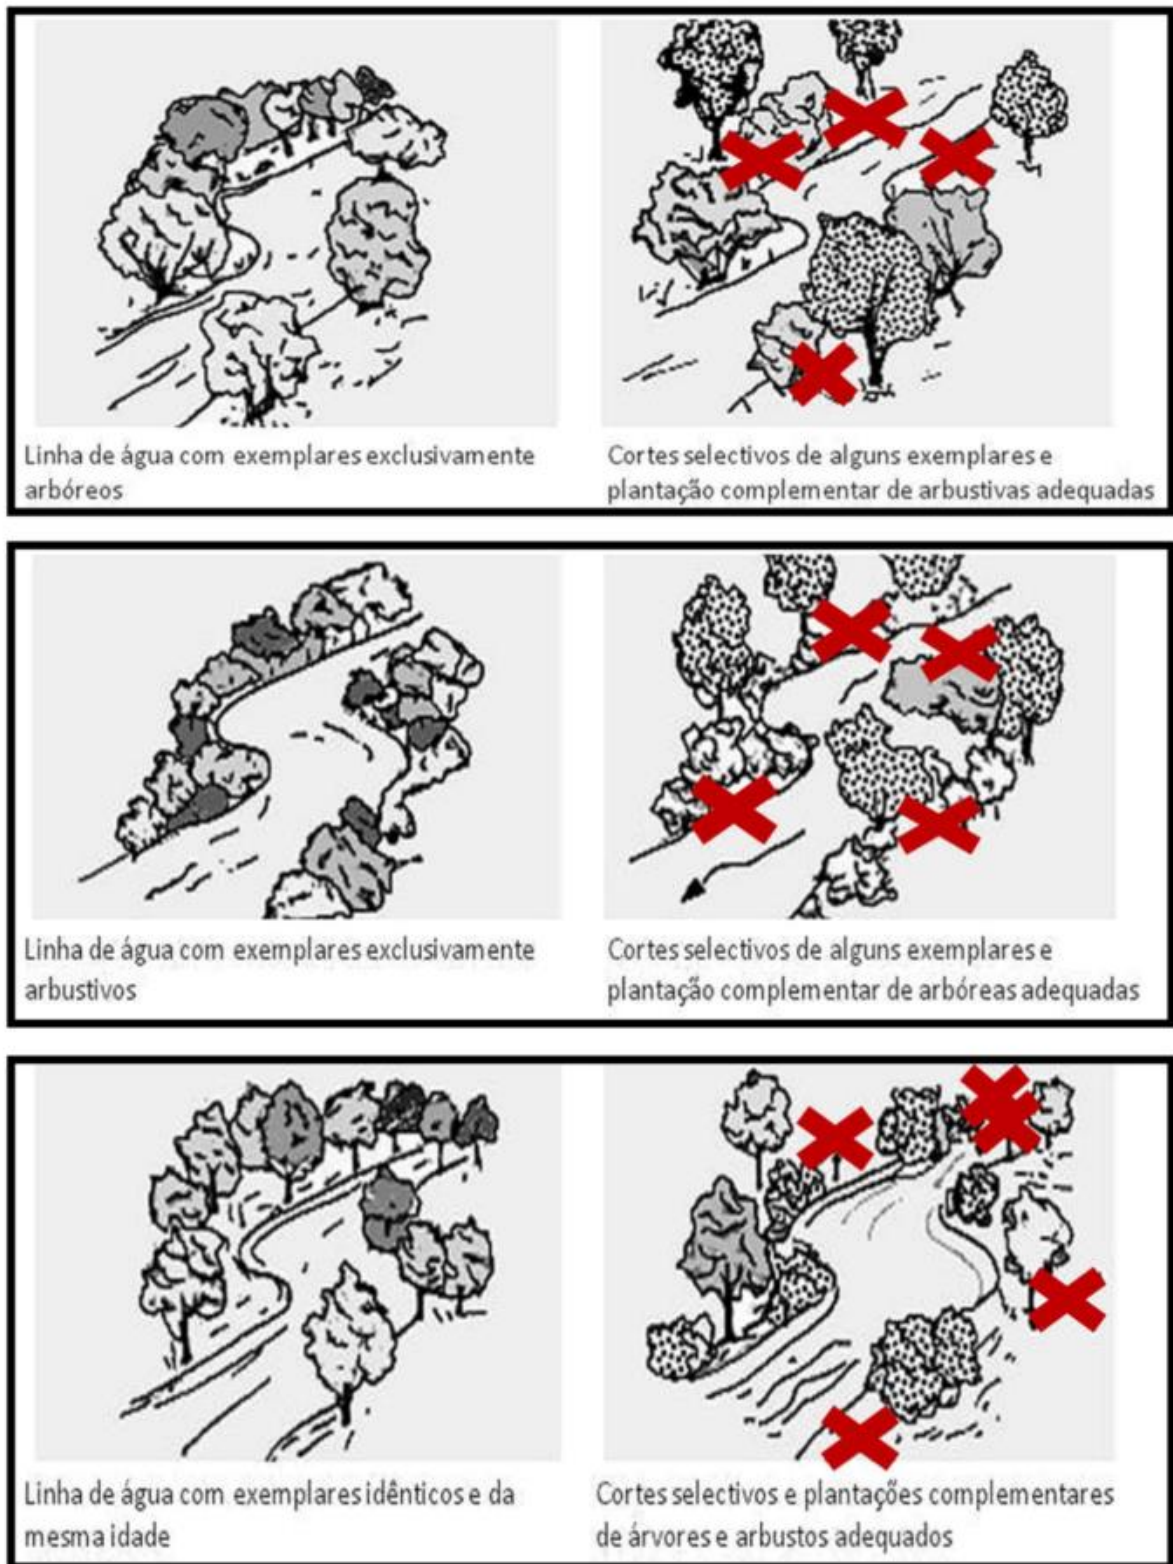 Linha de água com exemplares exclusivamente
arbóreos
Cortes selectivos de alguns exemplares e
plantação complementar de arbustivas adequadas
Linha de água com exemplares exclusivamente
arbustivos
Cortes selectivos de alguns exemplares e
plantação complementar de arbóreas adequadas
Linha de água com exemplares idênticos e da
mesma idade
Cortes selectivos e plantações complementares
de árvores e arbustos adequados